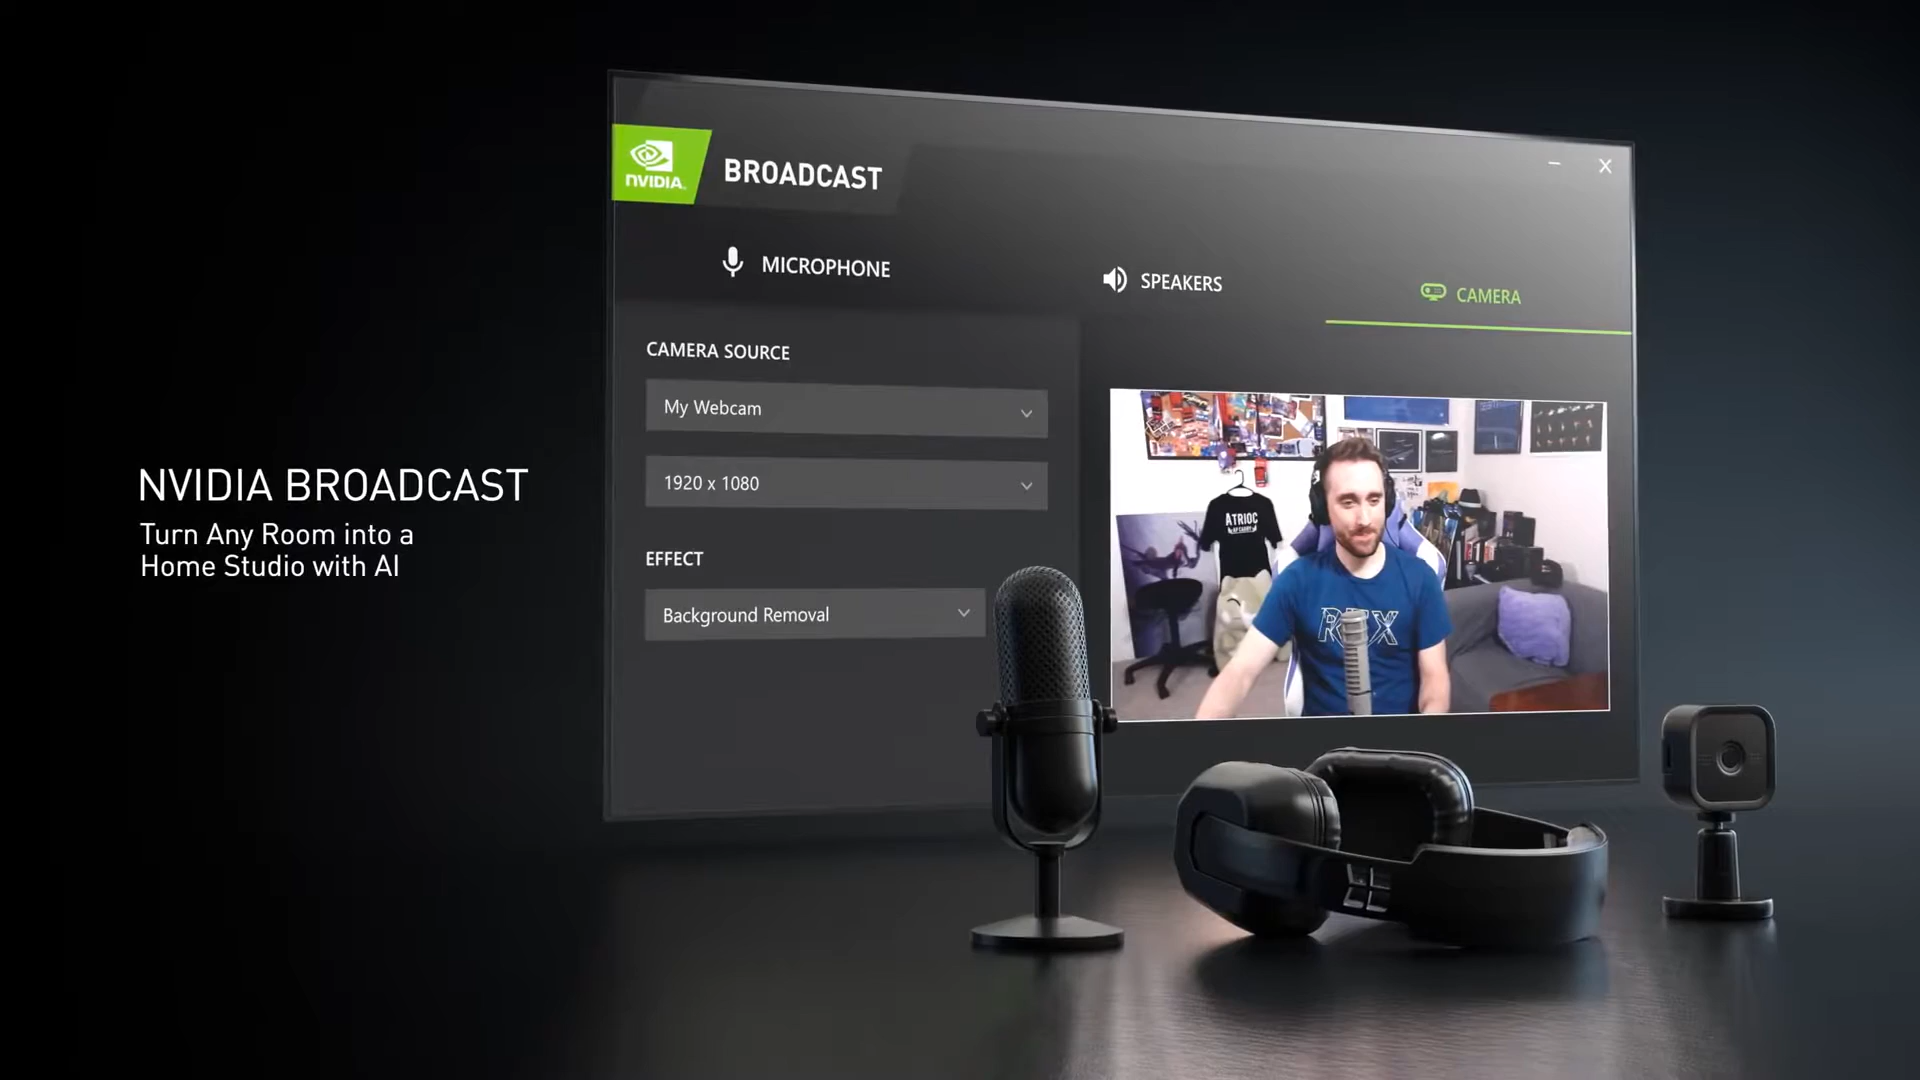 NVIDIA
BROADCAST
MICROPHONE
SPEAKERS
CAMERA
CAMERA SOURCE
My Webcam
1920 x 1080
EFFECT
Background Removal
NVIDIA BROADCAST
Turn Any Room into a
Home Studio with AI
ATRIOC